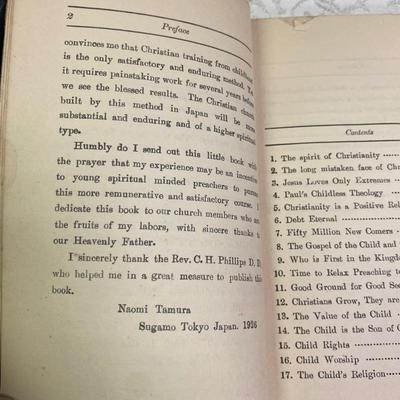 2 Preface
convinces me that Christian training from childhood
is the only satisfactory and enduring method. Yet
it requires painstaking work for several years before
we see the blessed results. The Christian church
built by this method in Japan will be more
substantial and enduring and of a higher spiritual
type.
Humbly do I send out this little book with
the prayer that my experience may be an incentive
to young spiritual minded preachers to pursue
this more remunerative and satisfactory course. I
dedicate this book to our church members who are
the fruits of my labors, with sincere thanks to
our Heavenly Father.
I sincerely thank the Rev. C. H. Phillips D. D.
who helped me in a great measure to publish this
book.
Naomi Tamura
Sugamo Tokyo Japan. 1926
Contents
1. The spirit of Christianity
2. The long mistaken face of
3. Jesus Loves Only Extremes
4. Paul's Childless Theology
5. Christianity is a Positive
6. Debt Eternal
7. Fifty Million New Comers
8. The Gospel of the Child and
9. Who is First in the
10. Time to Relax Preaching to
11. Good Ground for Good
12. Christians Grow, They are
13. The Value of the Child
14. The Child is the Son of
15. Child Rights
16. Child Worship
17. The Child's Religion